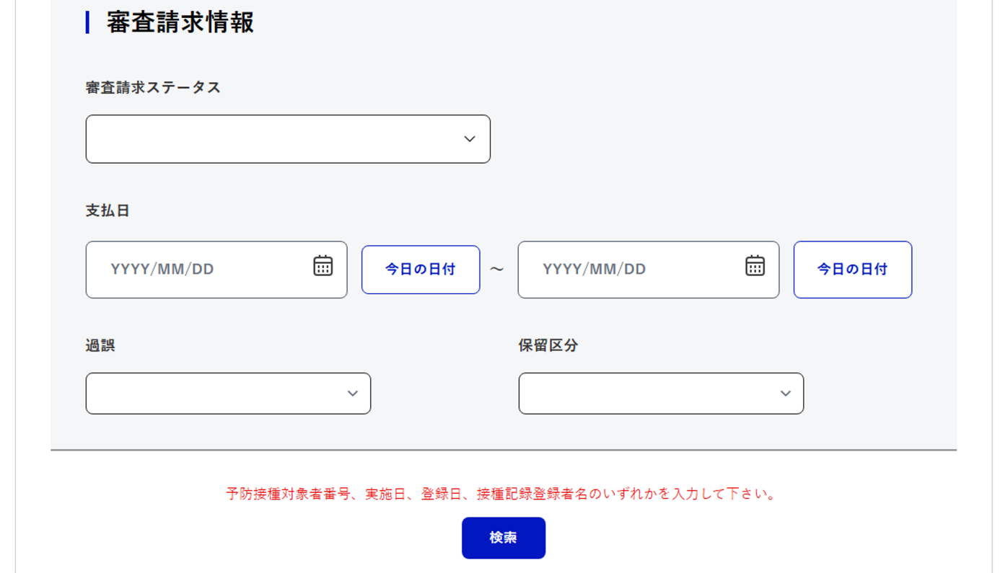 審査請求情報
審査請求ステータス
支払日
YYYY/MM/DD 今日の日付 ～ YYYY/MM/DD 今日の日付
過誤 保留区分
予防接種対象者番号、実施日、登録日、接種記録登録者名のいずれかを入力して下さい。
検索